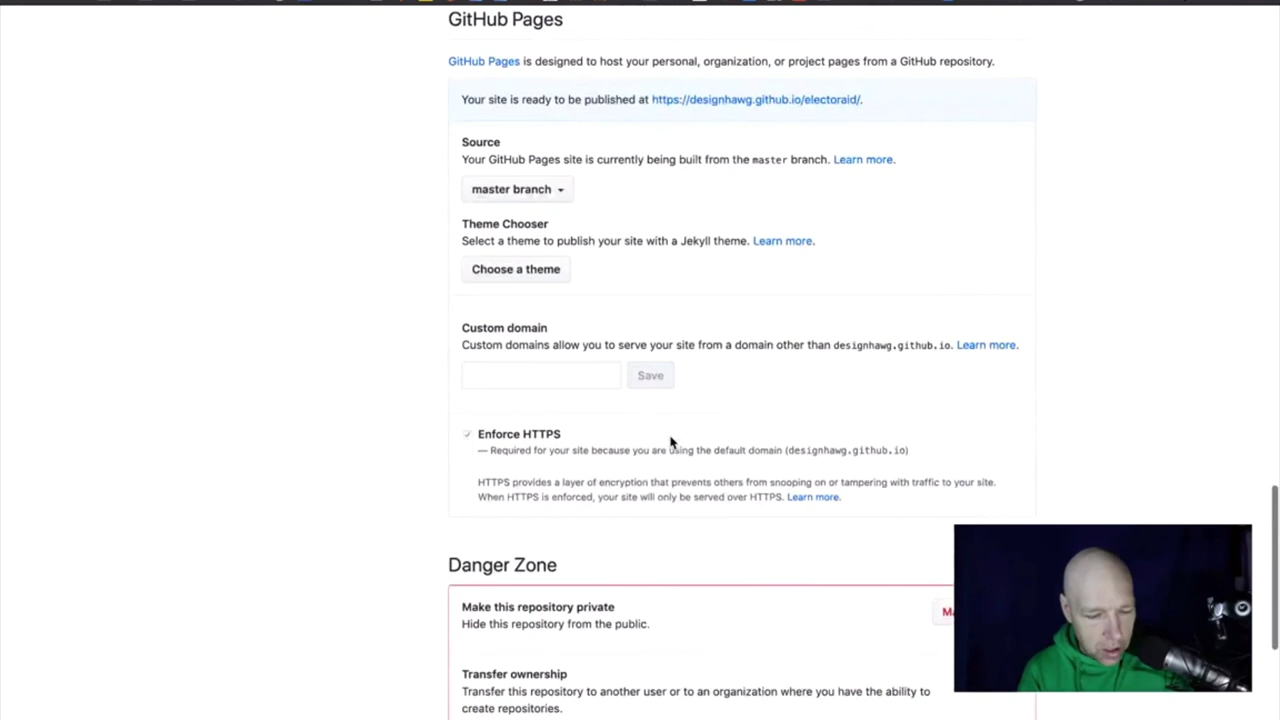 GitHub Pages
GitHub Pages is designed to host your personal, organization, or project pages from a GitHub repository.
Your site is ready to be published at https://designhawg.github.io/electoraid/.
Source
Your GitHub Pages site is currently being built from the master branch. Learn more.
master branch
Theme Chooser
Select a theme to publish your site with a Jekyll theme. Learn more.
Choose a theme
Custom domain
Custom domains allow you to serve your site from a domain other than designhawg.github.io. Learn more.
Save
Enforce HTTPS
— Required for your site because you are using the default domain (designhawg.github.io)
HTTPS provides a layer of encryption that prevents others from snooping on or tampering with traffic to your site.
When HTTPS is enforced, your site will only be served over HTTPS. Learn more.
Danger Zone
Make this repository private
Hide this repository from the public.
Transfer ownership
Transfer this repository to another user or to an organization where you have the ability to
create repositories.